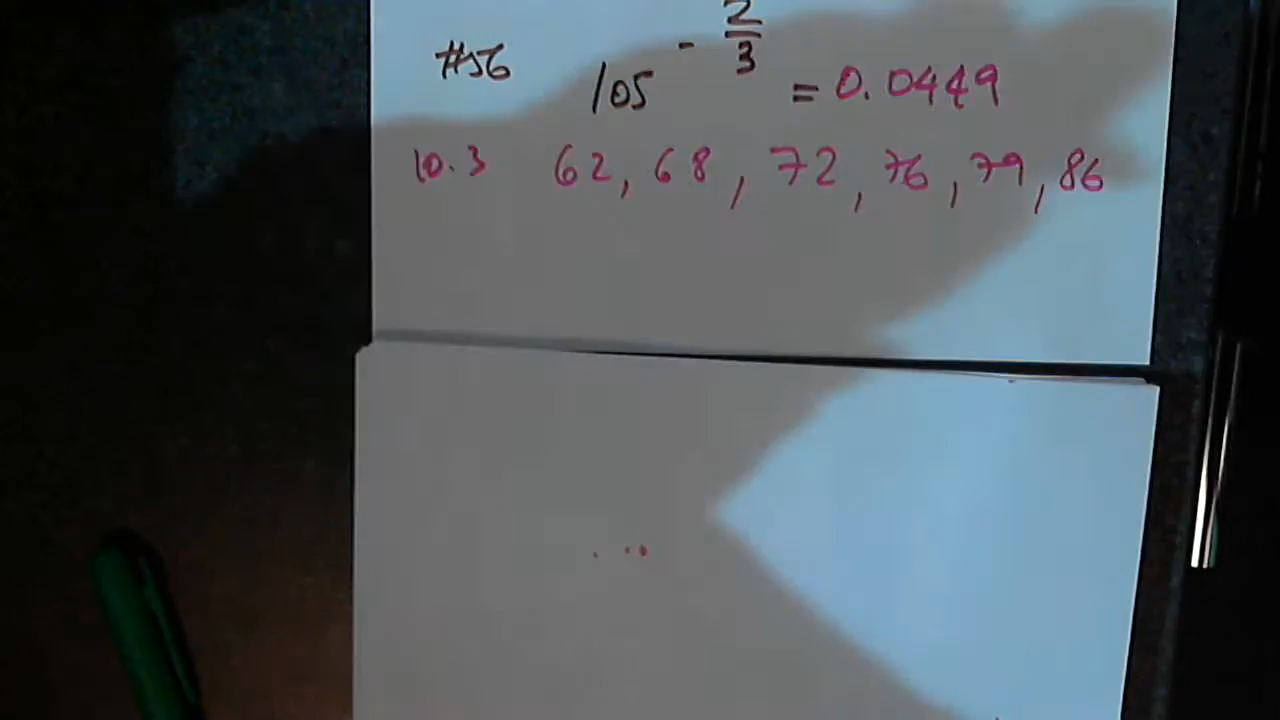 #56 105^-2/3 = 0.0449
10.3 62, 68, 72, 76, 79, 86